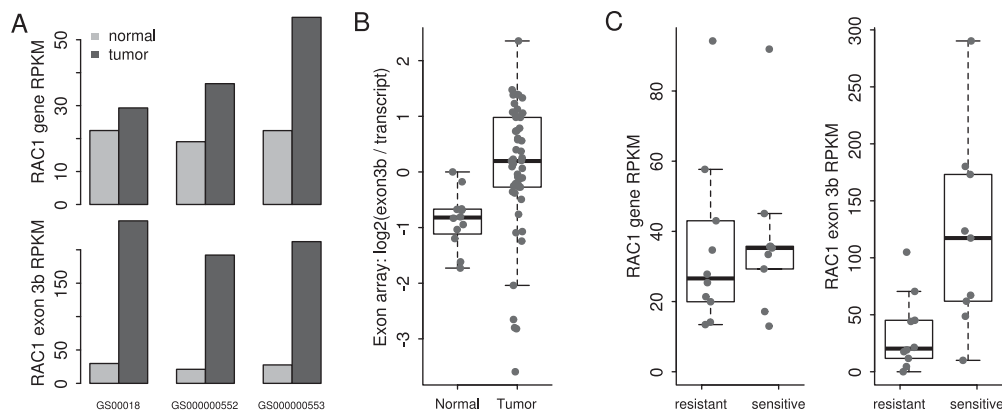 A
RAC1 gene RPKM
0
10
30
50
normal
tumor
RAC1 exon 3b RPKM
0
50
150
GS00018
GS000000552
GS000000553
B
Exon array: log2(exon3b / transcript)
2
1
0
-1
-2
-3
Normal
Tumor
C
RAC1 gene RPKM
80
60
40
20
0
resistant
sensitive
RAC1 exon 3b RPKM
300
250
200
150
100
50
0
resistant
sensitive